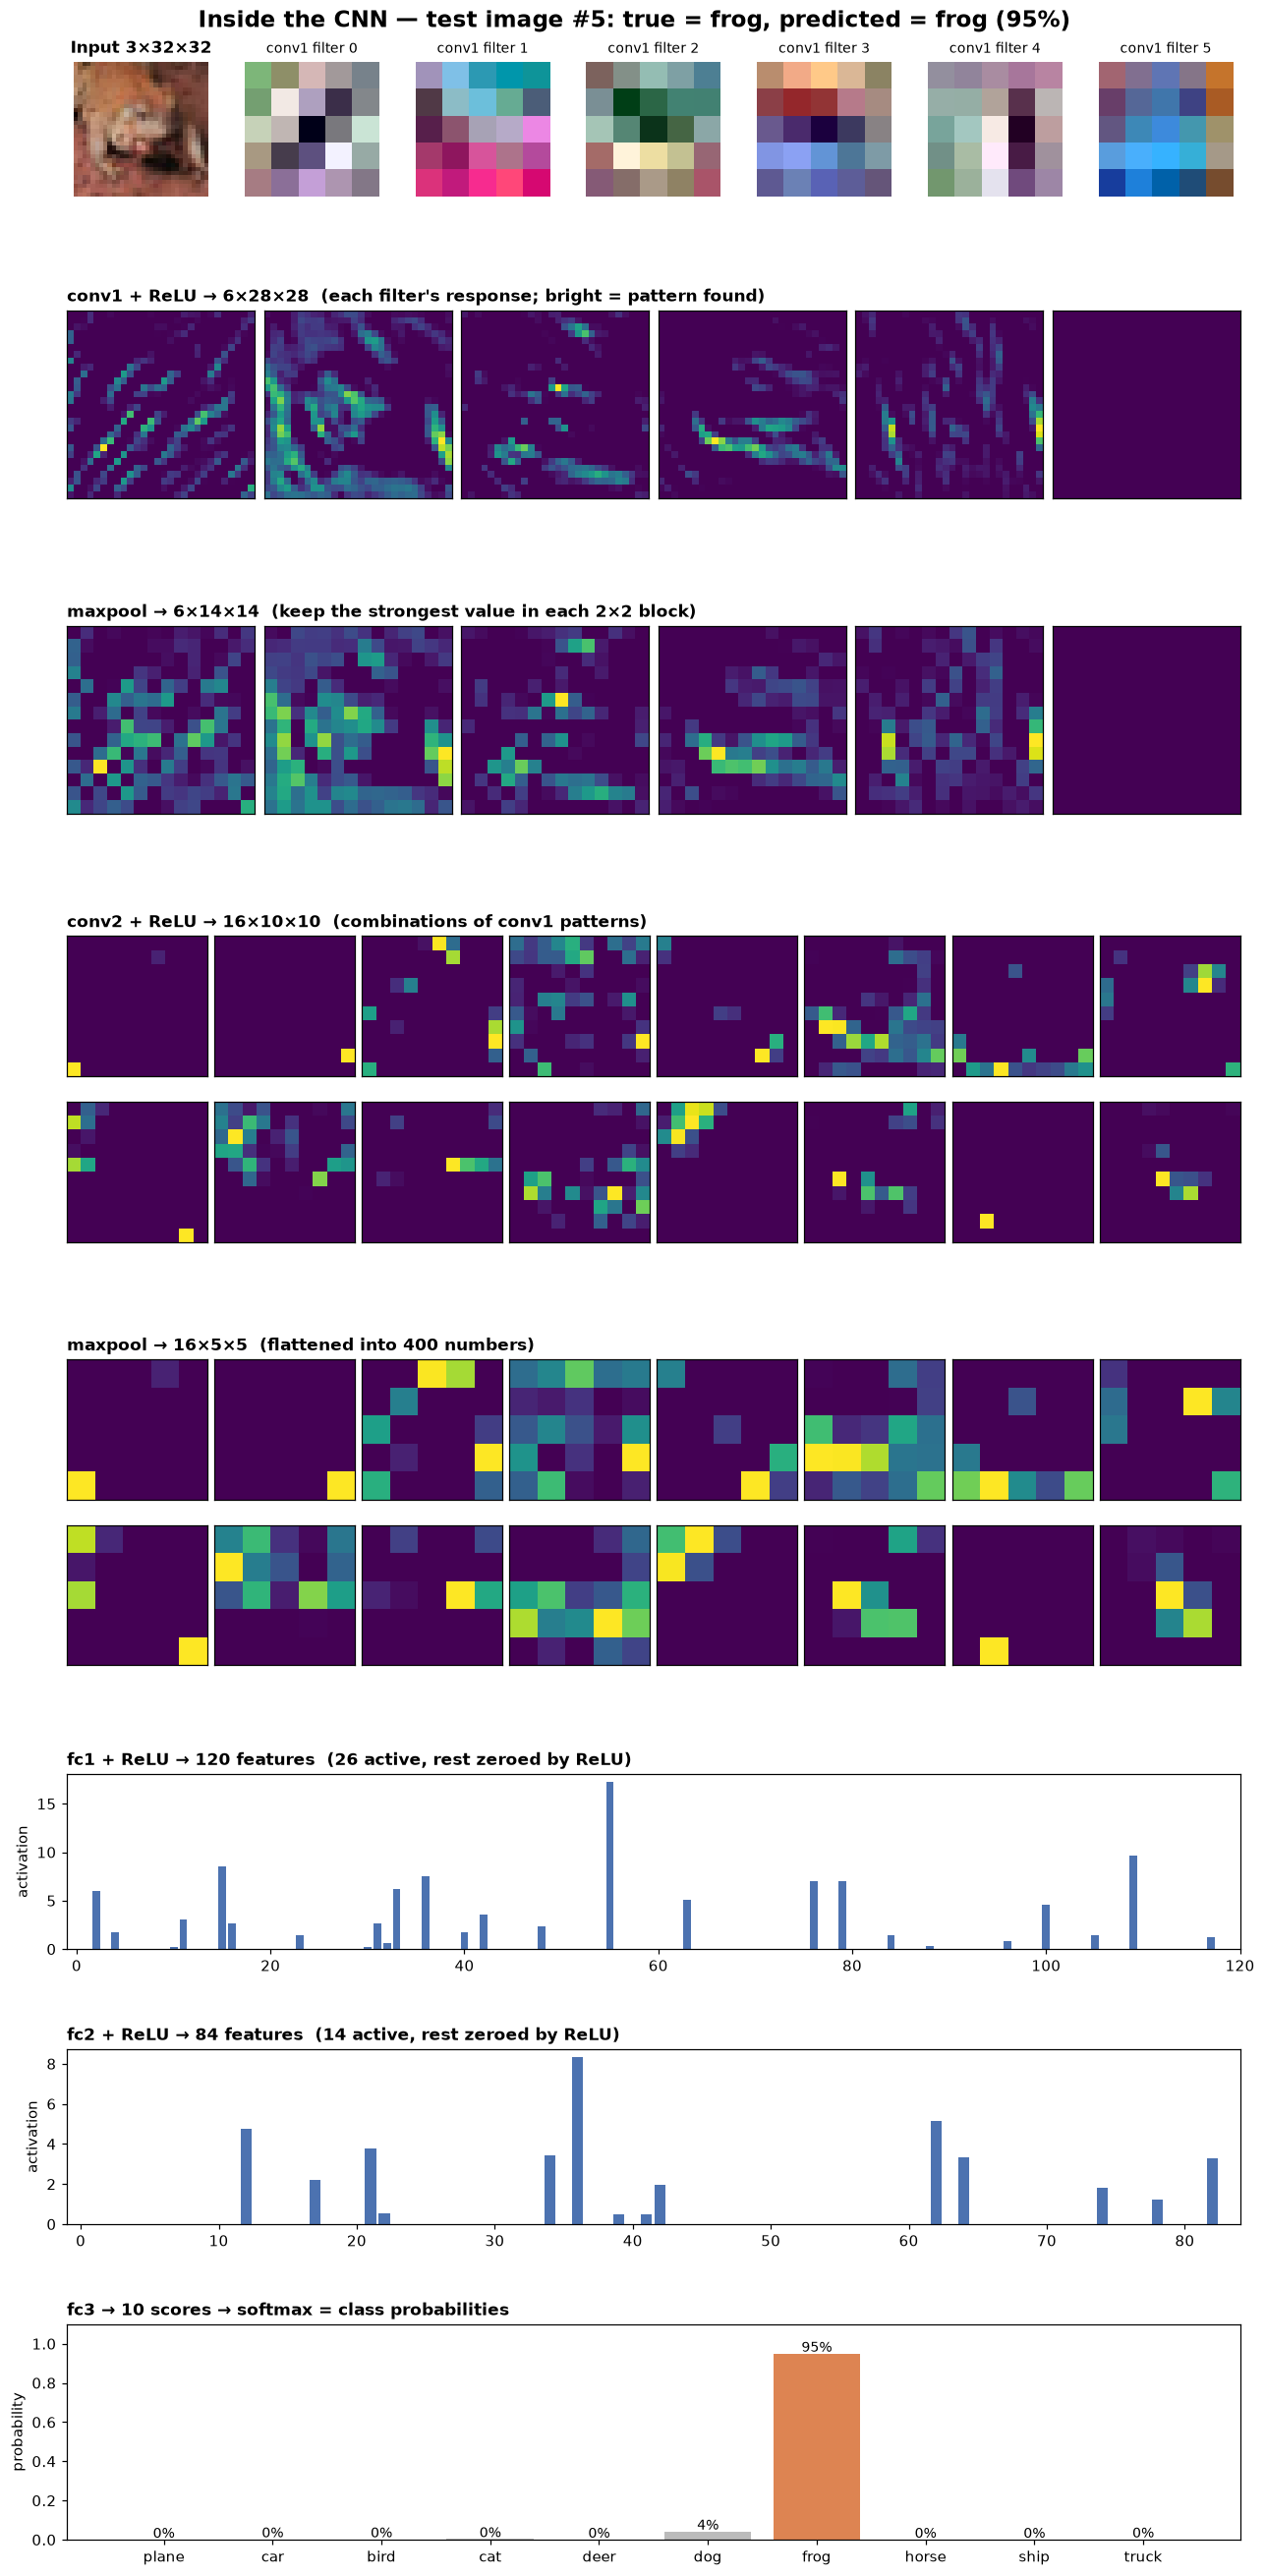 Inside the CNN — test image #5: true = frog, predicted = frog (95%)
Input 3×32×32
conv1 filter 0
conv1 filter 1
conv1 filter 2
conv1 filter 3
conv1 filter 4
conv1 filter 5
conv1 + ReLU → 6×28×28 (each filter's response; bright = pattern found)
maxpool → 6×14×14 (keep the strongest value in each 2×2 block)
conv2 + ReLU → 16×10×10 (combinations of conv1 patterns)
maxpool → 16×5×5 (flattened into 400 numbers)
fc1 + ReLU → 120 features (26 active, rest zeroed by ReLU)
activation
15
10
5
0
0 20 40 60 80 100 120
fc2 + ReLU → 84 features (14 active, rest zeroed by ReLU)
activation
8
6
4
2
0
0 10 20 30 40 50 60 70 80
fc3 → 10 scores → softmax = class probabilities
probability
1.0
0.8
0.6
0.4
0.2
0.0
0% 0% 0% 0% 0% 4% 95% 0% 0% 0%
plane car bird cat deer dog frog horse ship truck